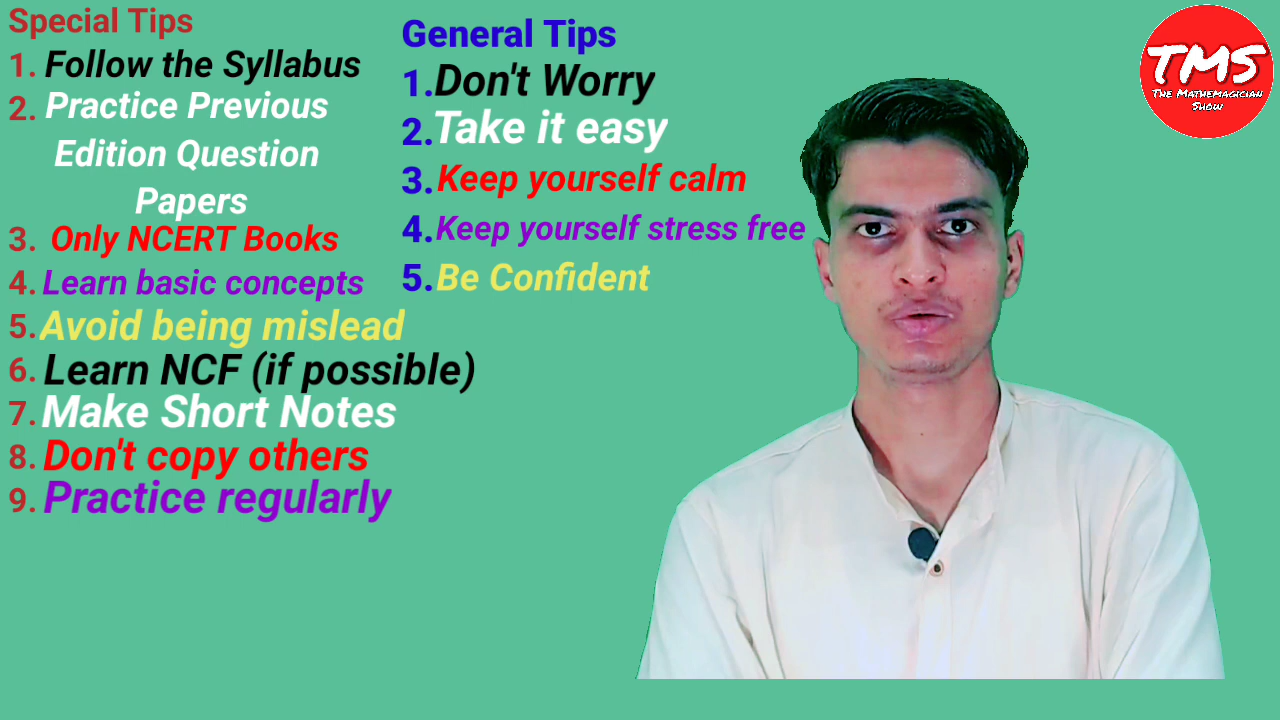 Special Tips
1. Follow the Syllabus
2. Practice Previous
Edition Question
Papers
3. Only NCERT Books
4. Learn basic concepts
5. Avoid being mislead
6. Learn NCF (if possible)
7. Make Short Notes
8. Don't copy others
9. Practice regularly
General Tips
1. Don't Worry
2. Take it easy
3. Keep yourself calm
4. Keep yourself stress free
5. Be Confident
TMS
The Mathemagician
Show